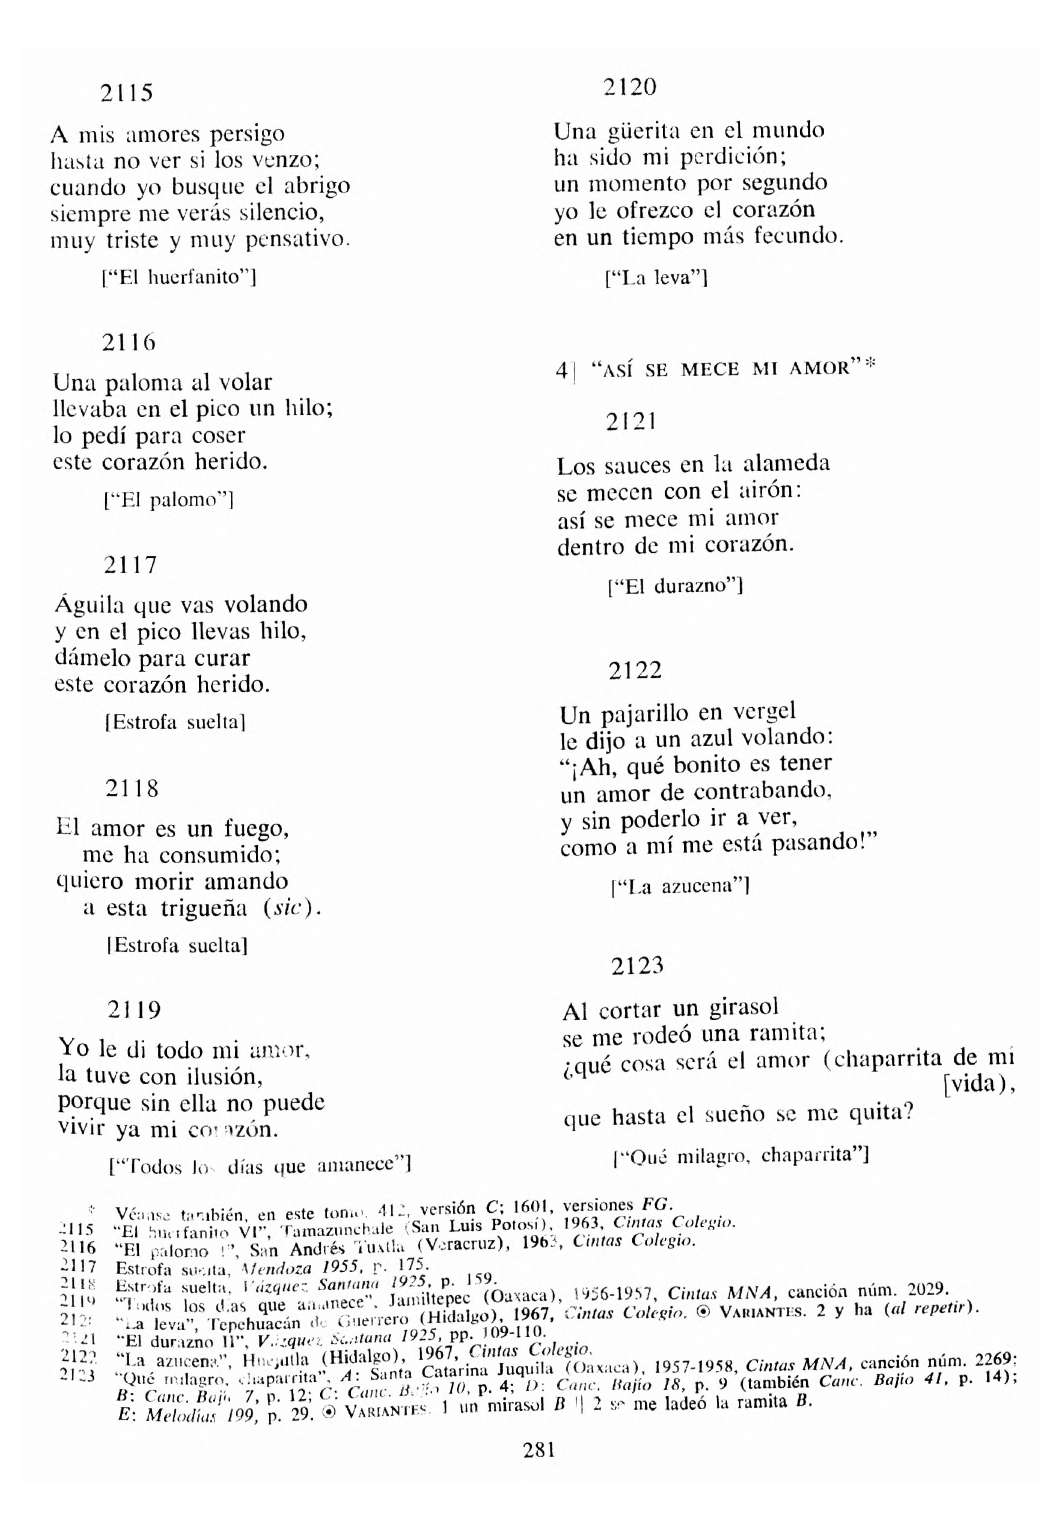 2115
A mis amores persigo
hasta no ver si los venzo;
cuando yo busque el abrigo
siempre me verás silencio,
muy triste y muy pensativo.
[“El huerfanito”]
2116
Una paloma al volar
llevaba en el pico un hilo;
lo pedí para coser
este corazón herido.
[“El palomo”]
2117
Águila que vas volando
y en el pico llevas hilo,
dámelo para curar
este corazón herido.
[Estrofa suelta]
2118
El amor es un fuego,
me ha consumido;
quiero morir amando
a esta trigueña (sic).
[Estrofa suelta]
2119
Yo le di todo mi amor,
la tuve con ilusión,
porque sin ella no puede
vivir ya mi corazón.
[“Todos los días que amanece”]
2120
Una güerita en el mundo
ha sido mi perdición;
un momento por segundo
yo le ofrezco el corazón
en un tiempo más fecundo.
[“La leva”]
4| “ASÍ SE MECE MI AMOR”*
2121
Los sauces en la alameda
se mecen con el airón:
así se mece mi amor
dentro de mi corazón.
[“El durazno”]
2122
Un pajarillo en vergel
le dijo a un azul volando:
“¡Ah, qué bonito es tener
un amor de contrabando,
y sin poderlo ir a ver,
como a mí me está pasando!”
[“La azucena”]
2123
Al cortar un girasol
se me rodeó una ramita;
¿qué cosa será el amor (chaparrita de mi
[vida),
que hasta el sueño se me quita?
[“Qué milagro, chaparrita”]
* Véanse también, en este tomo, 412, versión C; 1601, versiones FG.
2115 “El huerfanito VI”, Tamazunchale (San Luis Potosí), 1963, Cintas Colegio.
2116 “El palomo I”, San Andrés Tuxtla (Veracruz), 1963, Cintas Colegio.
2117 Estrofa suelta, Mendoza 1955, p. 175.
2118 Estrofa suelta, Vázquez Santana 1925, p. 159.
2119 “Todos los días que amanece”, Jamiltepec (Oaxaca), 1956-1957, Cintas MNA, canción núm. 2029.
212 “La leva”, Tepehuacán de Guerrero (Hidalgo), 1967, Cintas Colegio. ⊙ VARIANTES. 2 y ha (al repetir).
2121 “El durazno II”, Vázquez Santana 1925, pp. 109-110.
2122 “La azucena”, Huejutla (Hidalgo), 1967, Cintas Colegio.
2123 “Qué milagro, chaparrita”, A: Santa Catarina Juquila (Oaxaca), 1957-1958, Cintas MNA, canción núm. 2269;
B: Canc. Bajío 7, p. 12; C: Canc. Bajío 10, p. 4; D: Canc. Bajío 18, p. 9 (también Canc. Bajío 41, p. 14);
E: Melodías 199, p. 29. ⊙ VARIANTES. 1 un mirasol B || 2 se me ladeó la ramita B.
281